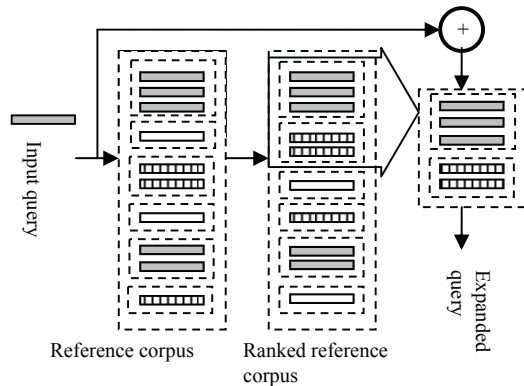 +
Input query
Expanded
query
Reference corpus
Ranked reference
corpus